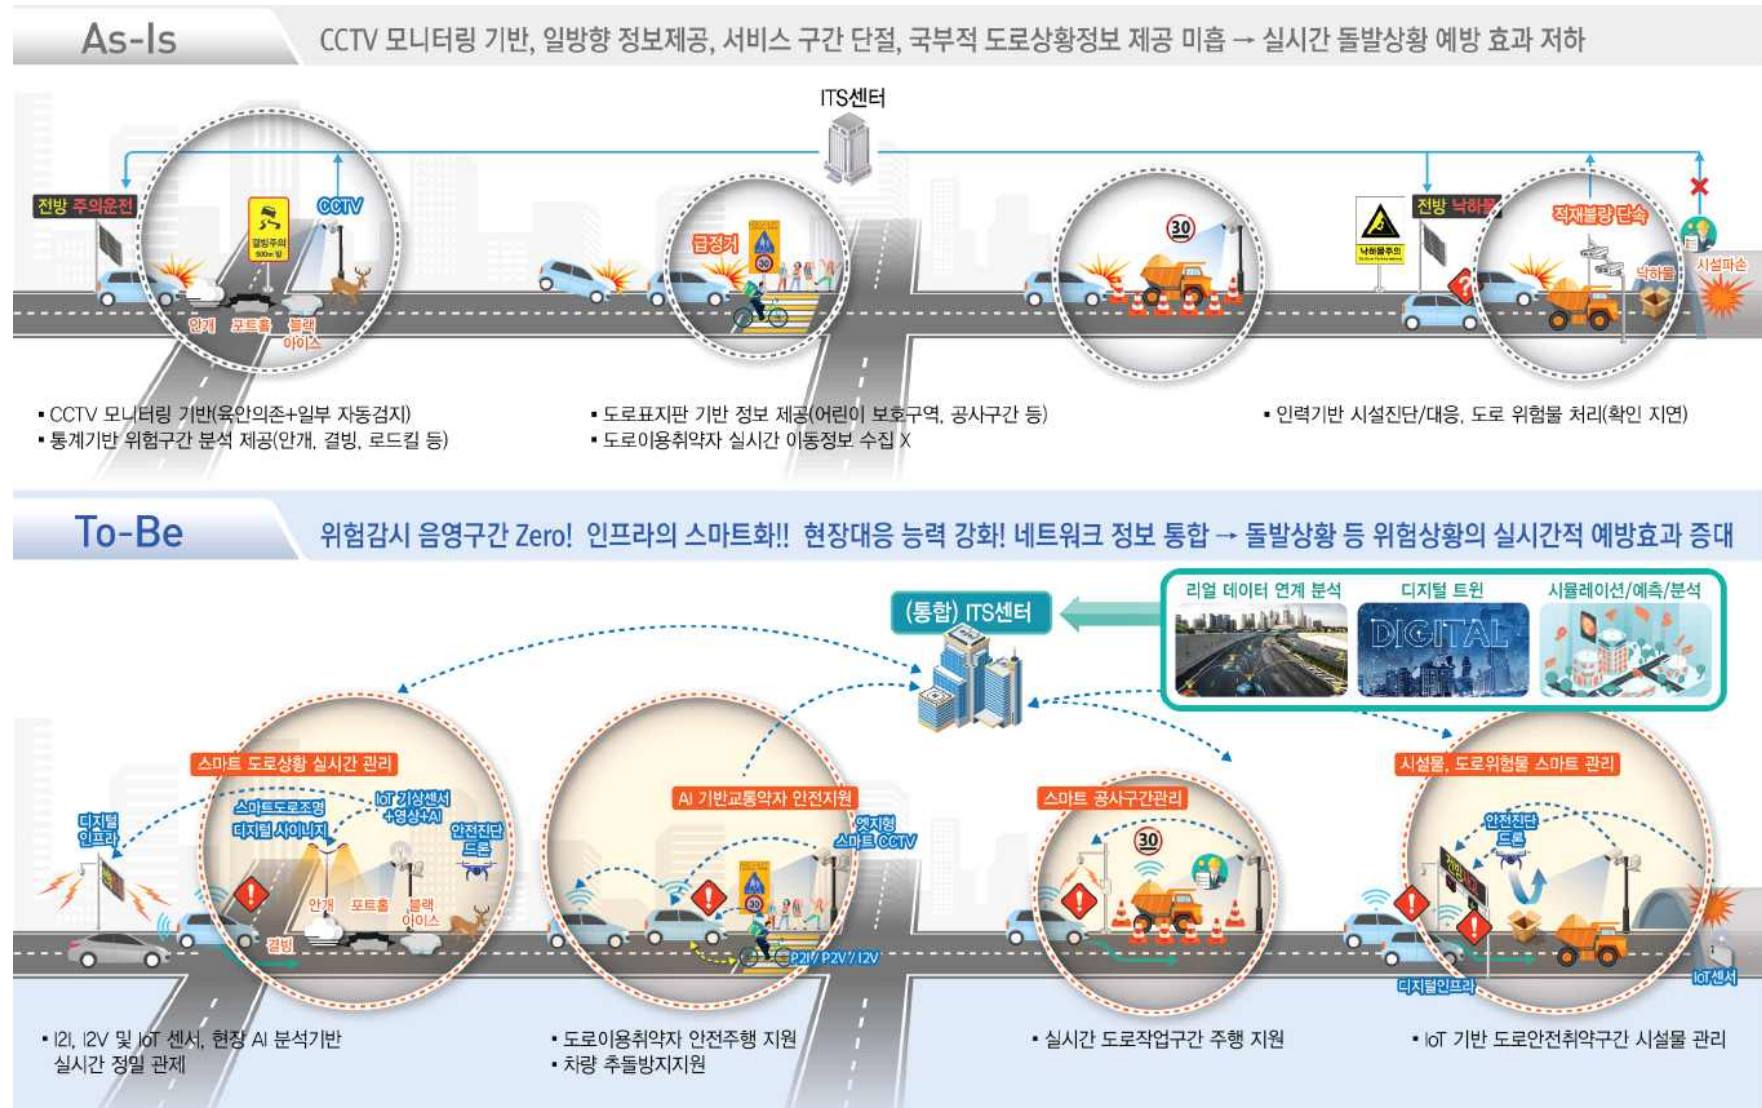 As-Is
CCTV 모니터링 기반, 일방향 정보제공, 서비스 구간 단절, 국부적 도로상황정보 제공 미흡 → 실시간 돌발상황 예방 효과 저하
ITS센터
전방 주의운전
결빙주의
500m 앞
CCTV
안개
포트홀
블랙
아이스
급정거
30
30
낙하물주의
전방 낙하물
?
적재불량 단속
낙하물
시설파손
▪ CCTV 모니터링 기반(육안의존+일부 자동검지)
▪ 통계기반 위험구간 분석 제공(안개, 결빙, 로드킬 등)
▪ 도로표지판 기반 정보 제공(어린이 보호구역, 공사구간 등)
▪ 도로이용취약자 실시간 이동정보 수집 X
▪ 인력기반 시설진단/대응, 도로 위험물 처리(확인 지연)
To-Be
위험감시 음영구간 Zero! 인프라의 스마트화!! 현장대응 능력 강화! 네트워크 정보 통합 → 돌발상황 등 위험상황의 실시간적 예방효과 증대
(통합) ITS센터
리얼 데이터 연계 분석
디지털 트윈
시뮬레이션/예측/분석
DIGITAL
스마트 도로상황 실시간 관리
디지털
인프라
스마트도로조명
디지털 사이니지
IoT 기상센서
+영상+AI
안전진단
드론
!
안개
포트홀
블랙
아이스
결빙
AI 기반교통약자 안전지원
엣지형
스마트 CCTV
!
30
P2I / P2V / I2V
스마트 공사구간관리
30
!
시설물, 도로위험물 스마트 관리
안전진단
드론
!
!
디지털인프라
IoT센서
▪ I2I, I2V 및 IoT 센서, 현장 AI 분석기반
실시간 정밀 관제
▪ 도로이용취약자 안전주행 지원
▪ 차량 추돌방지지원
▪ 실시간 도로작업구간 주행 지원
▪ IoT 기반 도로안전취약구간 시설물 관리